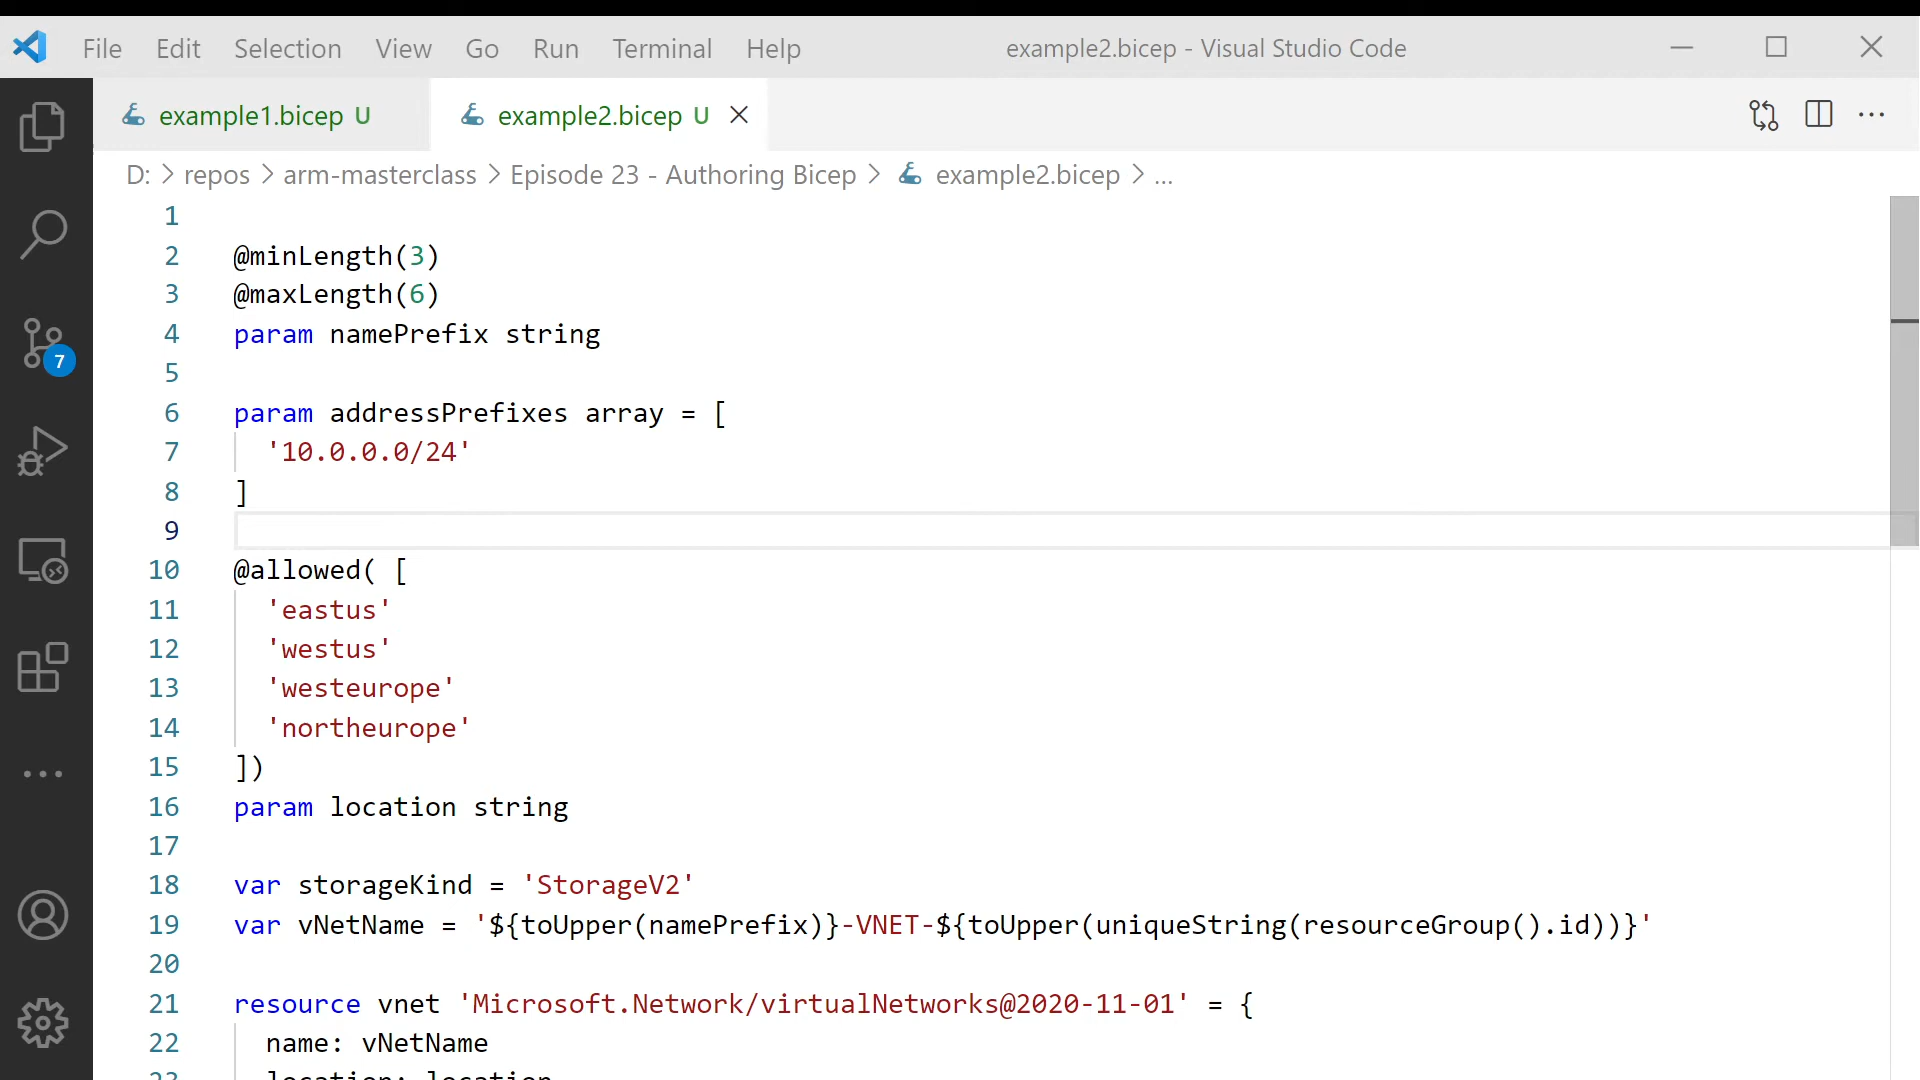 File Edit Selection View Go Run Terminal Help example2.bicep - Visual Studio Code
example1.bicep U example2.bicep U
D: > repos > arm-masterclass > Episode 23 - Authoring Bicep > example2.bicep > ...
1
2 @minLength(3)
3 @maxLength(6)
4 param namePrefix string
5
6 param addressPrefixes array = [
7 '10.0.0.0/24'
8 ]
9
10 @allowed( [
11 'eastus'
12 'westus'
13 'westeurope'
14 'northeurope'
15 ])
16 param location string
17
18 var storageKind = 'StorageV2'
19 var vNetName = '${toUpper(namePrefix)}-VNET-${toUpper(uniqueString(resourceGroup().id))}'
20
21 resource vnet 'Microsoft.Network/virtualNetworks@2020-11-01' = {
22 name: vNetName
23 location: location
7